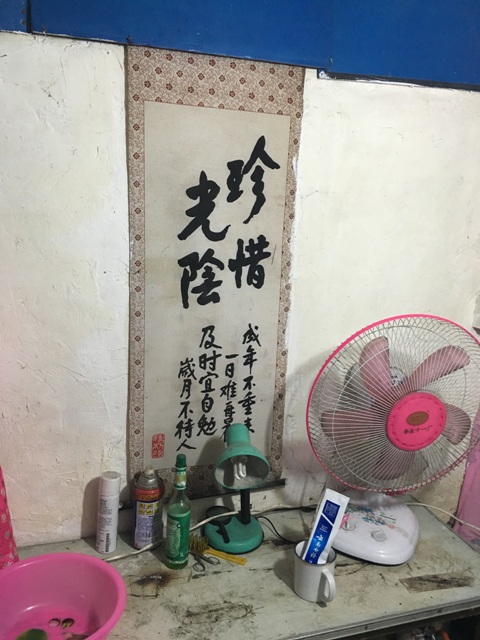 珍惜
光陰
成年不重来
一日难再晨
及时宜自勉
歲月不待人